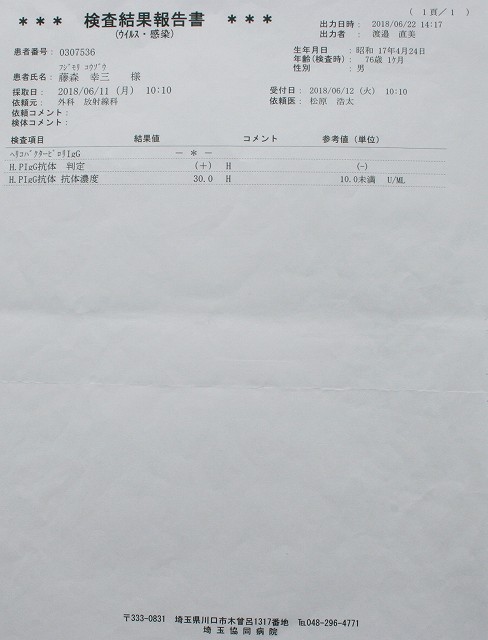 ( 1頁/ 1 )
＊＊＊ 検査結果報告書 ＊＊＊
(ウイルス・感染)
出力日時： 2018/06/22 14:17
出力者 ： 渡邉 直美
患者番号： 0307536
生年月日 ： 昭和 17年4月24日
年齢(検査時)： 76歳 1ケ月
性別 ： 男
フジモリ コウゾウ
患者氏名： 藤森 幸三 様
採取日 ： 2018/06/11 (月) 10:10
受付日 ： 2018/06/12 (火) 10:10
依頼元 ： 外科 放射線科
依頼医 ： 松原 浩太
依頼コメント：
検体コメント：
検査項目 結果値 コメント 参考値（単位）
ヘリコバクターピロリIgG － ＊ －
H.PIgG抗体 判定 (+) H (-)
H.PIgG抗体 抗体濃度 30.0 H 10.0未満 U/ML
〒333-0831 埼玉県川口市木曽呂1317番地 ℡048-296-4771
埼玉協同病院